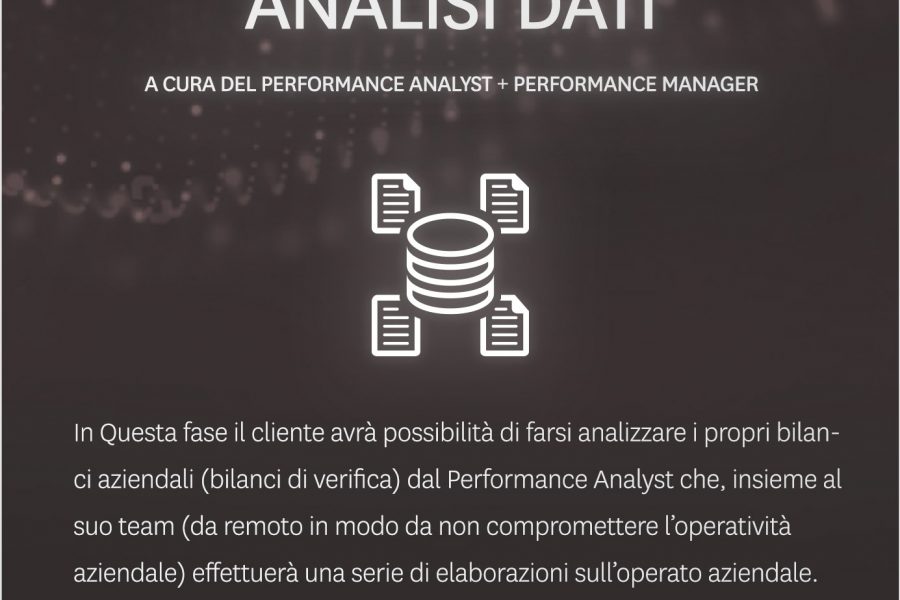 ANALISI DATI
A CURA DEL PERFORMANCE ANALYST + PERFORMANCE MANAGER
In Questa fase il cliente avrà possibilità di farsi analizzare i propri bilan-
ci aziendali (bilanci di verifica) dal Performance Analyst che, insieme al
suo team (da remoto in modo da non compromettere l’operatività
aziendale) effettuerà una serie di elaborazioni sull’operato aziendale.